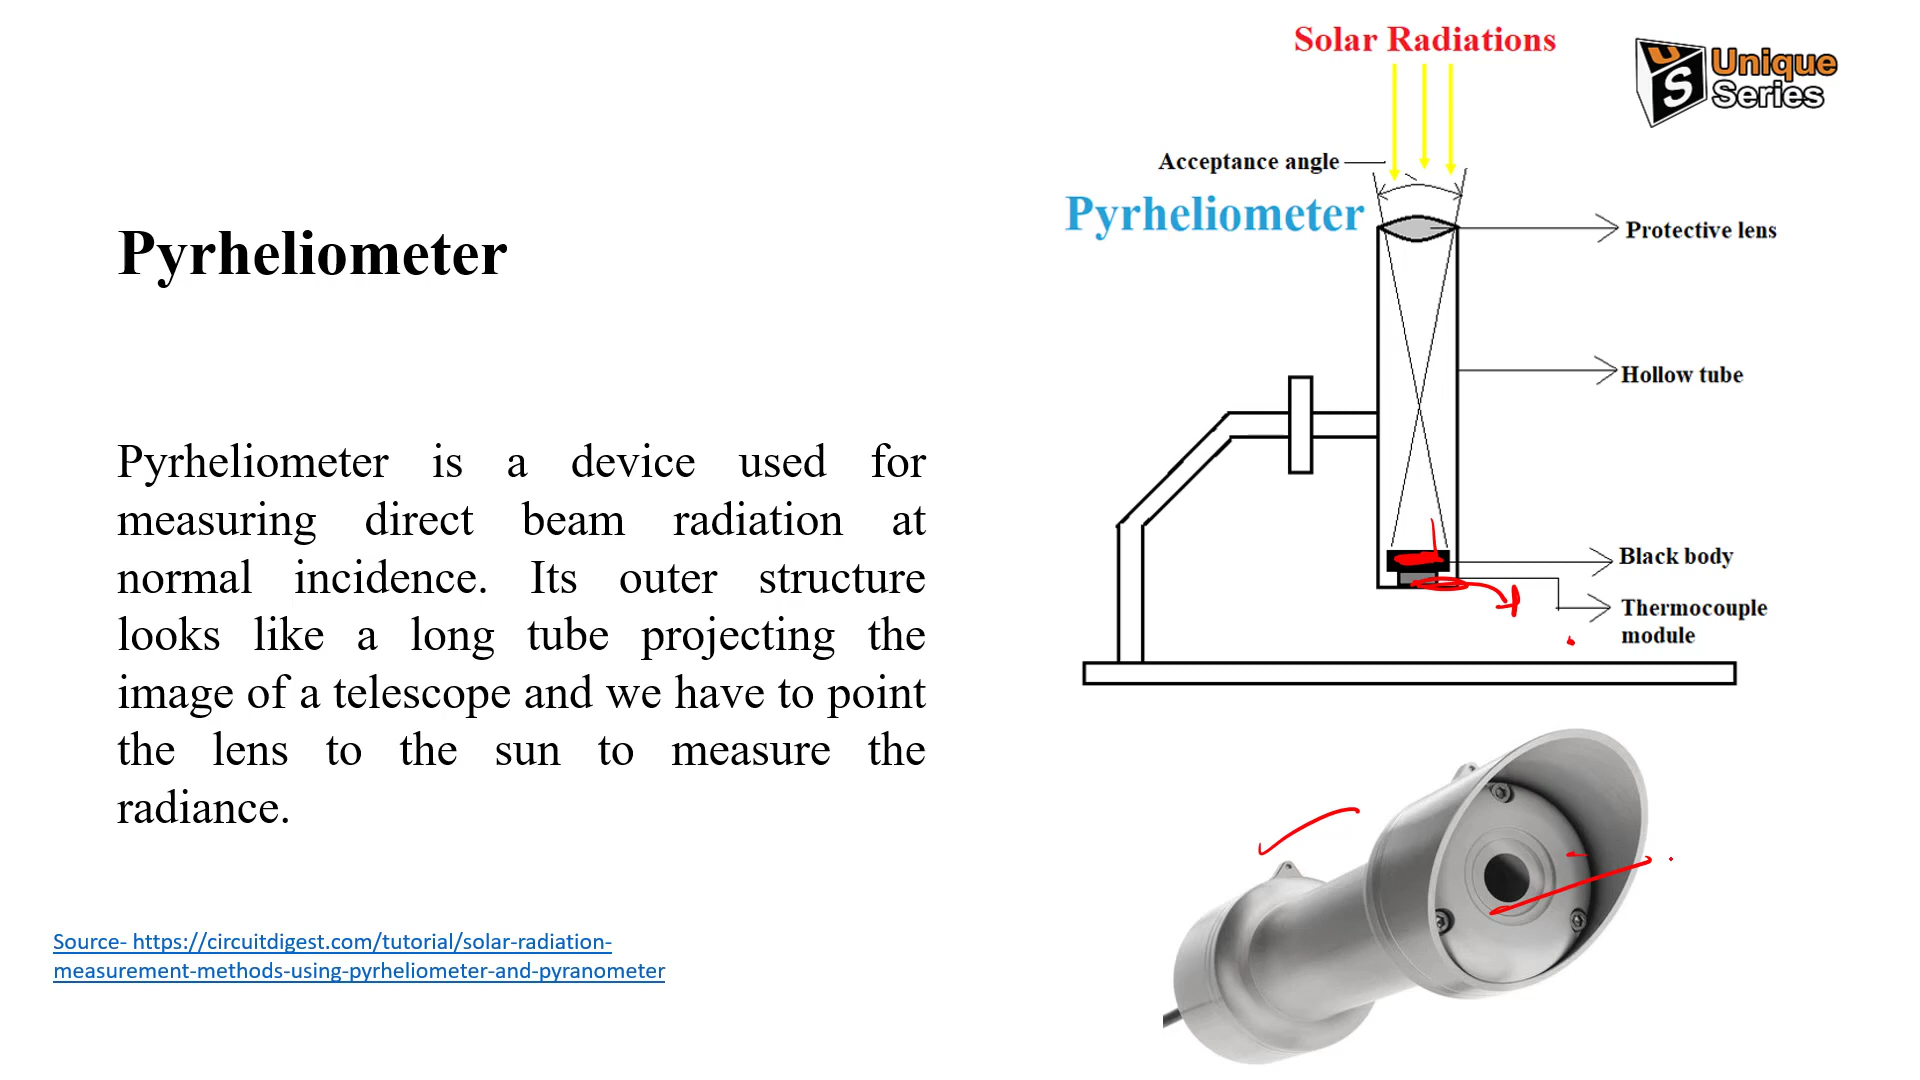 Solar Radiations
US
Unique
Series
Acceptance angle
Pyrheliometer
Protective lens
Hollow tube
Black body
Thermocouple
module
Pyrheliometer
Pyrheliometer is a device used for
measuring direct beam radiation at
normal incidence. Its outer structure
looks like a long tube projecting the
image of a telescope and we have to point
the lens to the sun to measure the
radiance.
Source- https://circuitdigest.com/tutorial/solar-radiation-
measurement-methods-using-pyrheliometer-and-pyranometer